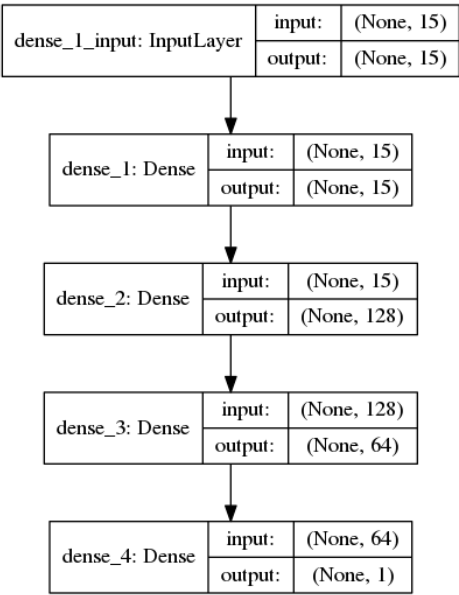 dense_1_input: InputLayer
input: (None, 15)
output: (None, 15)
dense_1: Dense
input: (None, 15)
output: (None, 15)
dense_2: Dense
input: (None, 15)
output: (None, 128)
dense_3: Dense
input: (None, 128)
output: (None, 64)
dense_4: Dense
input: (None, 64)
output: (None, 1)